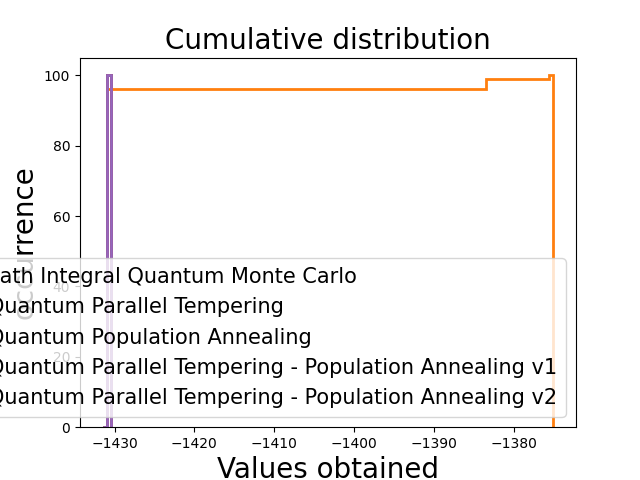 Cumulative distribution
100
80
60
40
20
0
occurrence
ath Integral Quantum Monte Carlo
Quantum Parallel Tempering
Quantum Population Annealing
Quantum Parallel Tempering - Population Annealing v1
Quantum Parallel Tempering - Population Annealing v2
−1430 −1420 −1410 −1400 −1390 −1380
Values obtained